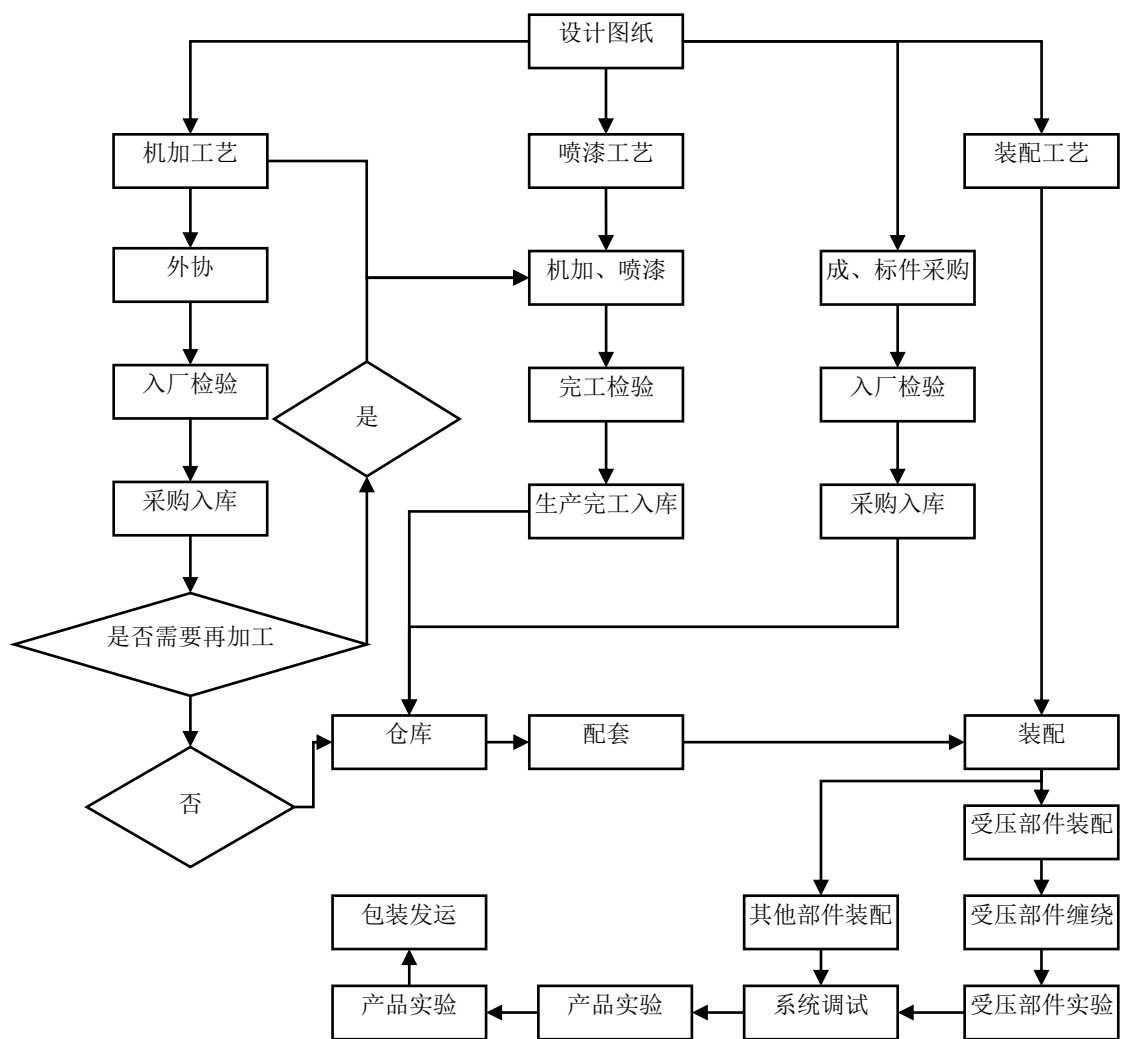 设计图纸
机加工艺
喷漆工艺
装配工艺
外协
机加、喷漆
成、标件采购
入厂检验
是
完工检验
入厂检验
采购入库
生产完工入库
采购入库
是否需要再加工
仓库
配套
装配
否
受压部件装配
包装发运
其他部件装配
受压部件缠绕
产品实验
产品实验
系统调试
受压部件实验